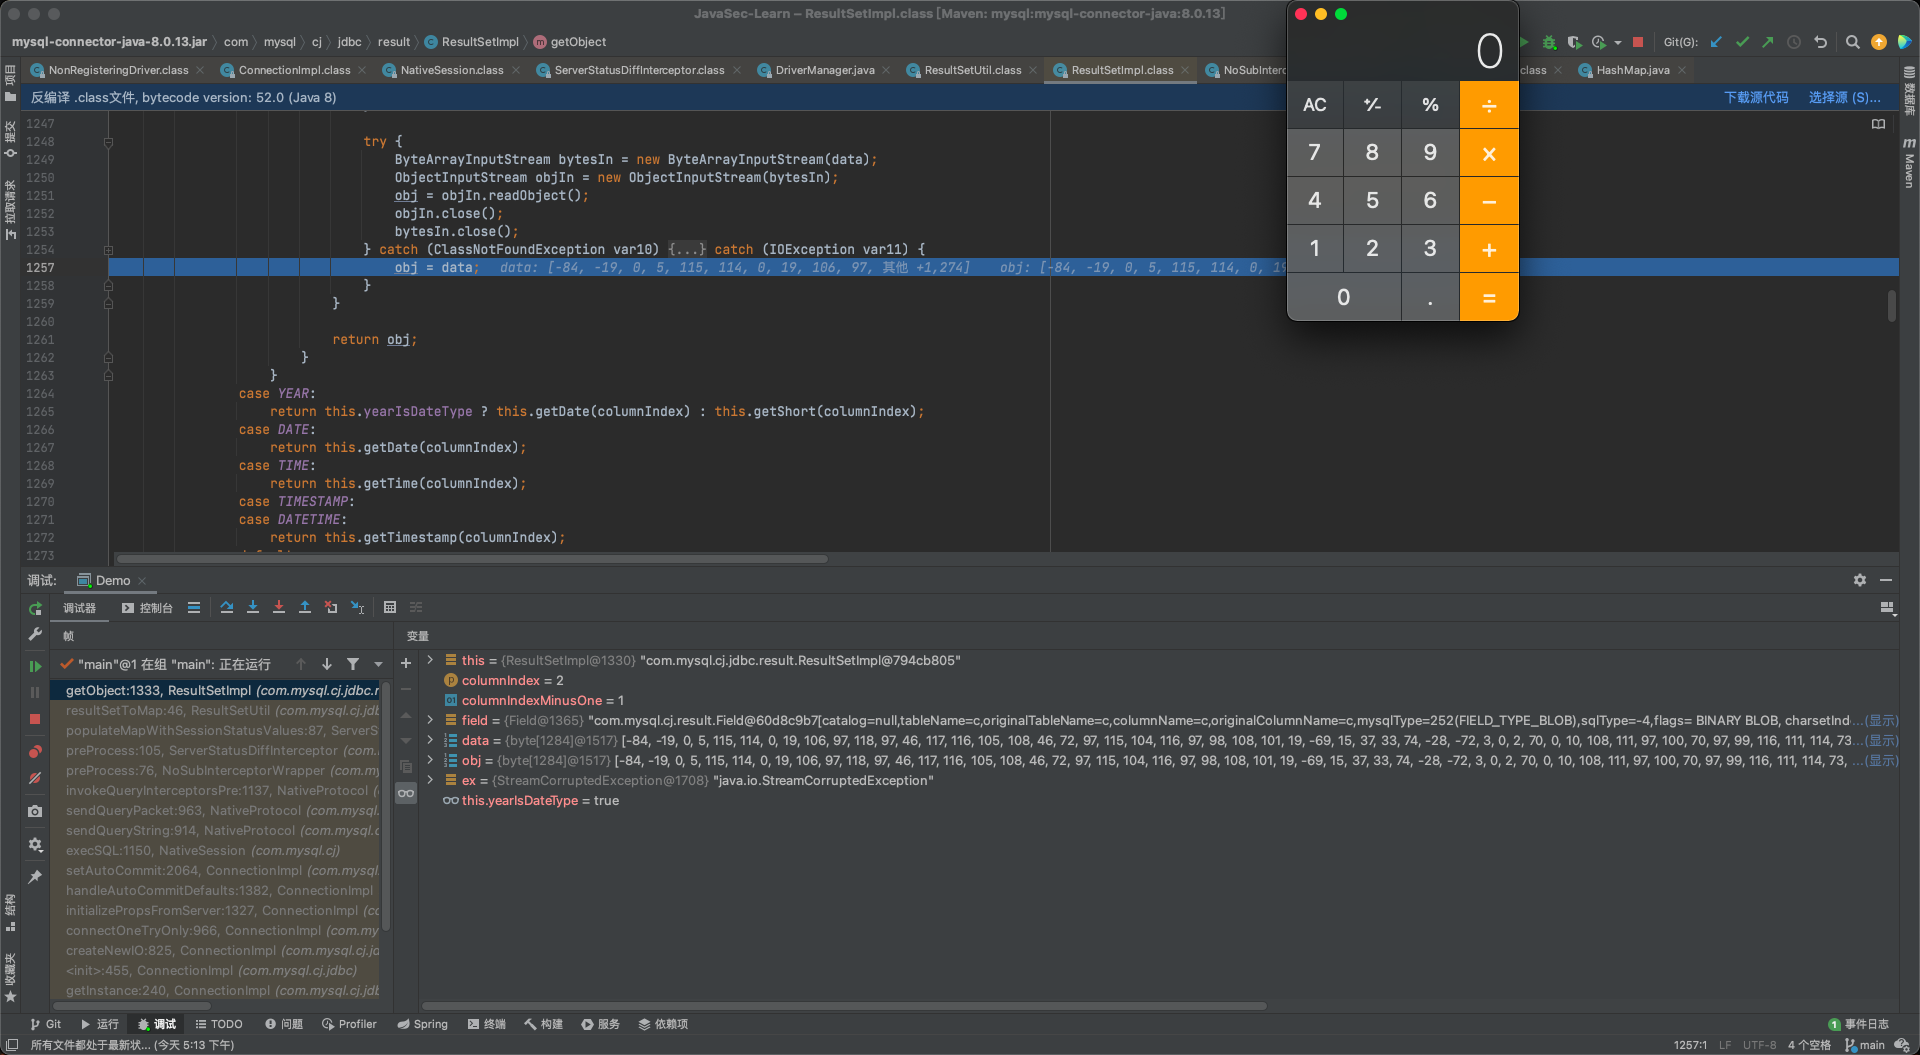 JavaSec-Learn – ResultSetImpl.class [Maven: mysql:mysql-connector-java:8.0.13]
mysql-connector-java-8.0.13.jar com mysql cj jdbc result ResultSetImpl getObject
Git(G):
NonRegisteringDriver.class ConnectionImpl.class NativeSession.class ServerStatusDiffInterceptor.class DriverManager.java ResultSetUtil.class ResultSetImpl.class NoSubInterc class HashMap.java
反编译 .class文件, bytecode version: 52.0 (Java 8)
下载源代码 选择源 (S)...
1247
1248 try {
1249 ByteArrayInputStream bytesIn = new ByteArrayInputStream(data);
1250 ObjectInputStream objIn = new ObjectInputStream(bytesIn);
1251 obj = objIn.readObject();
1252 objIn.close();
1253 bytesIn.close();
1254 } catch (ClassNotFoundException var10) {...} catch (IOException var11) {
1257 obj = data; data: [-84, -19, 0, 5, 115, 114, 0, 19, 106, 97, 其他 +1,274] obj: [-84, -19, 0, 5, 115, 114, 0, 19
1258 }
1259 }
1260
1261 return obj;
1262 }
1263 }
1264 case YEAR:
1265 return this.yearIsDateType ? this.getDate(columnIndex) : this.getShort(columnIndex);
1266 case DATE:
1267 return this.getDate(columnIndex);
1268 case TIME:
1269 return this.getTime(columnIndex);
1270 case TIMESTAMP:
1271 case DATETIME:
1272 return this.getTimestamp(columnIndex);
1273
0
AC +⁄- % ÷
7 8 9 ×
4 5 6 −
1 2 3 +
0 . =
项目
提交
拉取请求
结构
收藏夹
数据库
m Maven
调试: Demo
调试器 控制台
帧
变量
"main"@1 在组 "main": 正在运行
getObject:1333, ResultSetImpl (com.mysql.cj.jdbc.r
resultSetToMap:46, ResultSetUtil (com.mysql.cj.jdbc
populateMapWithSessionStatusValues:87, ServerS
preProcess:105, ServerStatusDiffInterceptor (com.
preProcess:76, NoSubInterceptorWrapper (com.my
invokeQueryInterceptorsPre:1137, NativeProtocol (
sendQueryPacket:963, NativeProtocol (com.mysql.
sendQueryString:914, NativeProtocol (com.mysql.c
execSQL:1150, NativeSession (com.mysql.cj)
setAutoCommit:2064, ConnectionImpl (com.mysql.
handleAutoCommitDefaults:1382, ConnectionImpl
initializePropsFromServer:1327, ConnectionImpl (cc
connectOneTryOnly:966, ConnectionImpl (com.my
createNewIO:825, ConnectionImpl (com.mysql.cj.jd
<init>:455, ConnectionImpl (com.mysql.cj.jdbc)
getInstance:240, ConnectionImpl (com.mysql.cj.jdb
this = {ResultSetImpl@1330} "com.mysql.cj.jdbc.result.ResultSetImpl@794cb805"
columnIndex = 2
columnIndexMinusOne = 1
field = {Field@1365} "com.mysql.cj.result.Field@60d8c9b7[catalog=null,tableName=c,originalTableName=c,columnName=c,originalColumnName=c,mysqlType=252(FIELD_TYPE_BLOB),sqlType=-4,flags= BINARY BLOB, charsetInd ...(显示)
data = {byte[1284]@1517} [-84, -19, 0, 5, 115, 114, 0, 19, 106, 97, 118, 97, 46, 117, 116, 105, 108, 46, 72, 97, 115, 104, 116, 97, 98, 108, 101, 19, -69, 15, 37, 33, 74, -28, -72, 3, 0, 2, 70, 0, 10, 108, 111, 97, 100, 70, 97, 99, 116, 111, 114, 73 ...(显示)
obj = {byte[1284]@1517} [-84, -19, 0, 5, 115, 114, 0, 19, 106, 97, 118, 97, 46, 117, 116, 105, 108, 46, 72, 97, 115, 104, 116, 97, 98, 108, 101, 19, -69, 15, 37, 33, 74, -28, -72, 3, 0, 2, 70, 0, 10, 108, 111, 97, 100, 70, 97, 99, 116, 111, 114, 73, ...(显示)
ex = {StreamCorruptedException@1708} "java.io.StreamCorruptedException"
this.yearIsDateType = true
Git 运行 调试 TODO 问题 Profiler Spring 终端 构建 服务 依赖项 1 事件日志
所有文件都处于最新状... (今天 5:13 下午)
1257:1 LF UTF-8 4 个空格 main